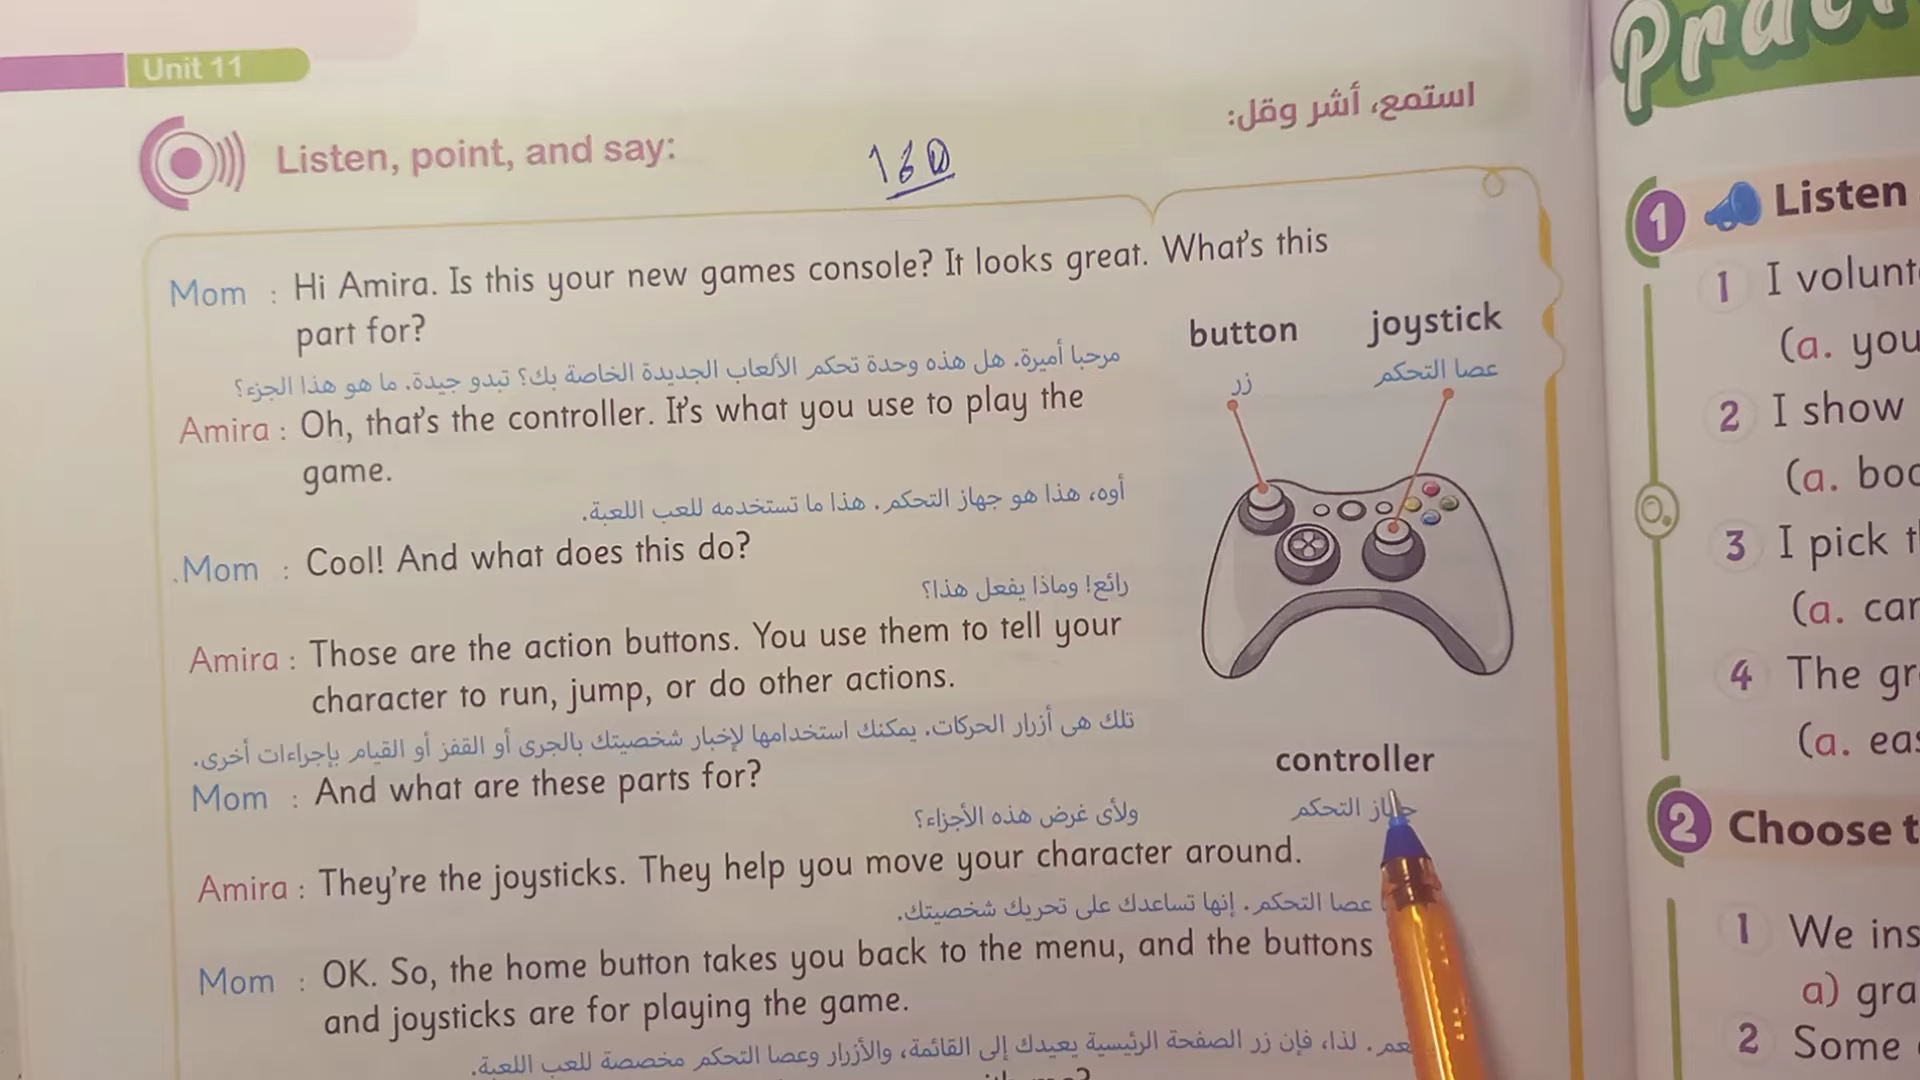 Unit 11
Listen, point, and say:
استمع، أشر وقل:
160
Mom : Hi Amira. Is this your new games console? It looks great. What's this
part for?
مرحبا أميرة. هل هذه وحدة تحكم الألعاب الجديدة الخاصة بك؟ تبدو جيدة. ما هو هذا الجزء؟
Amira : Oh, that's the controller. It's what you use to play the
game.
أوه، هذا هو جهاز التحكم. هذا ما تستخدمه للعب اللعبة.
Mom : Cool! And what does this do?
رائع! وماذا يفعل هذا؟
Amira : Those are the action buttons. You use them to tell your
character to run, jump, or do other actions.
تلك هى أزرار الحركات. يمكنك استخدامها لإخبار شخصيتك بالجرى أو القفز أو القيام بإجراءات أخرى.
Mom : And what are these parts for?
ولأى غرض هذه الأجزاء؟
Amira : They're the joysticks. They help you move your character around.
عصا التحكم. إنها تساعدك على تحريك شخصيتك.
Mom : OK. So, the home button takes you back to the menu, and the buttons
and joysticks are for playing the game.
لذا، فإن زر الصفحة الرئيسية يعيدك إلى القائمة، والأزرار وعصا التحكم مخصصة للعب اللعبة.
button
زر
joystick
عصا التحكم
controller
جهاز التحكم
1 Listen
1 I volunt
(a. you
2 I show
(a. boo
3 I pick t
(a. car
4 The gr
(a. eas
2 Choose t
1 We ins
a) gra
2 Some